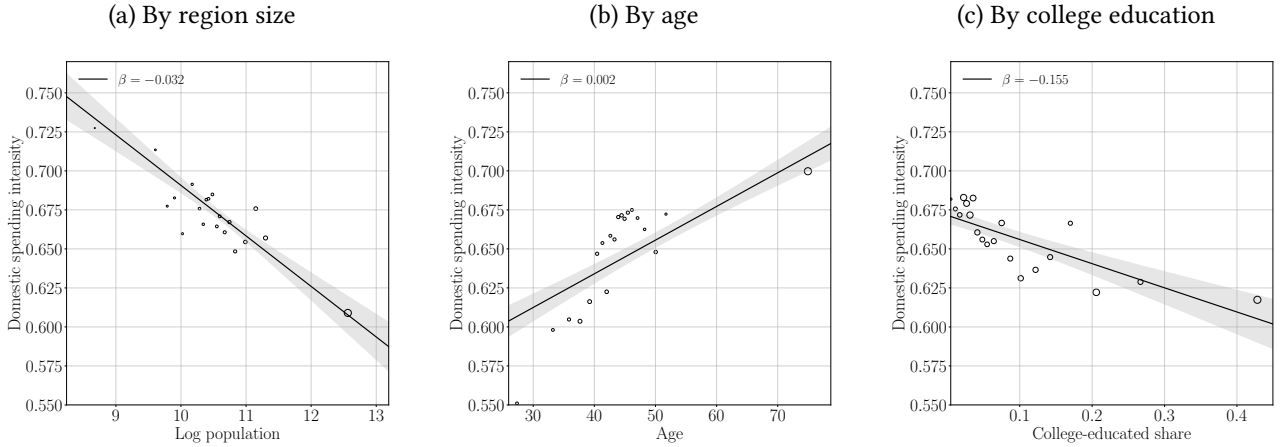 (a) By region size
β = −0.032
0.750
0.725
0.700
0.675
0.650
0.625
0.600
0.575
0.550
Domestic spending intensity
9 10 11 12 13
Log population
(b) By age
β = 0.002
0.750
0.725
0.700
0.675
0.650
0.625
0.600
0.575
0.550
Domestic spending intensity
30 40 50 60 70
Age
(c) By college education
β = −0.155
0.750
0.725
0.700
0.675
0.650
0.625
0.600
0.575
0.550
Domestic spending intensity
0.1 0.2 0.3 0.4
College-educated share